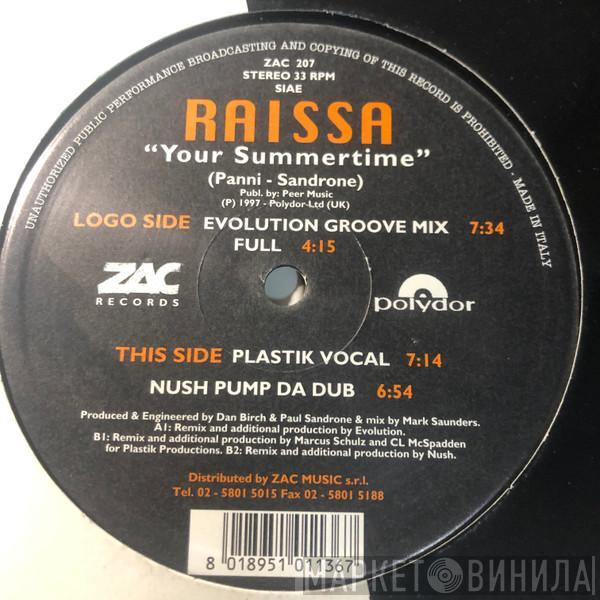 UNAUTHORIZED PUBLIC PERFORMANCE BROADCASTING AND COPYING OF THIS RECORD IS PROHIBITED - MADE IN ITALY
ZAC 207
STEREO 33 RPM
SIAE
RAISSA
"Your Summertime"
(Panni - Sandrone)
Publ. by: Peer Music
(P) 1997 - Polydor-Ltd (UK)
LOGO SIDE EVOLUTION GROOVE MIX 7:34
FULL 4:15
ZAC
RECORDS
polydor
THIS SIDE PLASTIK VOCAL 7:14
NUSH PUMP DA DUB 6:54
Produced & Engineered by Dan Birch & Paul Sandrone & mix by Mark Saunders.
A1: Remix and additional production by Evolution.
B1: Remix and additional production by Marcus Schulz and CL McSpadden
for Plastik Productions. B2: Remix and additional production by Nush.
Distributed by ZAC MUSIC s.r.l.
Tel. 02 - 5801 5015 Fax 02 - 5801 5188
8 018951 011367
МАРКЕТ ВИНИЛА